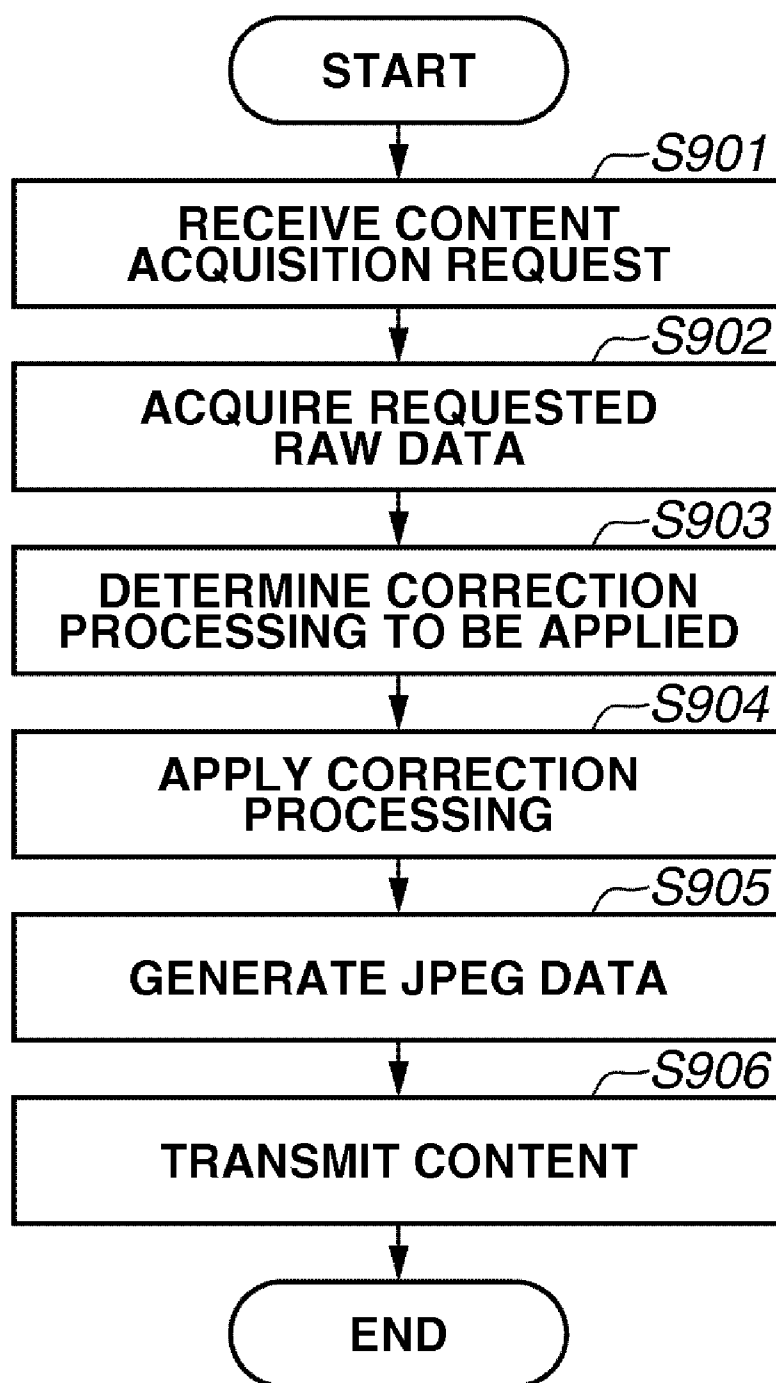 START
S901
RECEIVE CONTENT
ACQUISITION REQUEST
S902
ACQUIRE REQUESTED
RAW DATA
S903
DETERMINE CORRECTION
PROCESSING TO BE APPLIED
S904
APPLY CORRECTION
PROCESSING
S905
GENERATE JPEG DATA
S906
TRANSMIT CONTENT
END